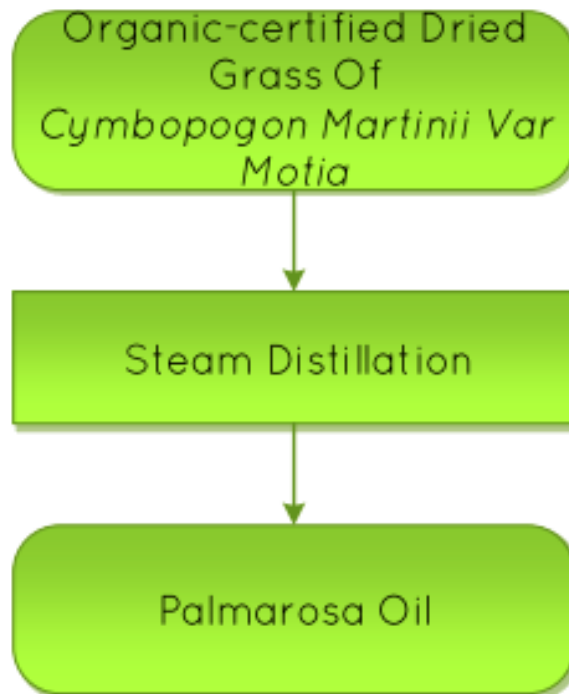 Organic-certified Dried
Grass Of
Cymbopogon Martinii Var
Motia
Steam Distillation
Palmarosa Oil